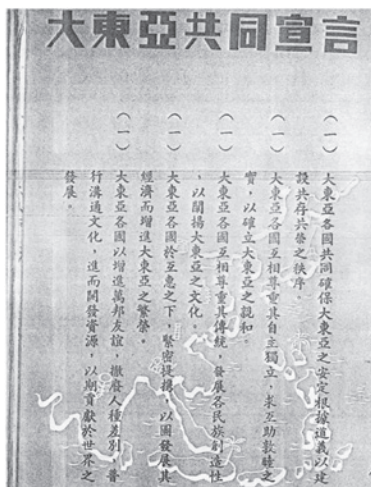 大東亞共同宣言
（一）大東亞各國共同確保大東亞之安定根據道義以建
設共存共榮之秩序。
（一）大東亞各國互相尊重其自主獨立，求互助敦睦之
實，以確立大東亞之親和。
（一）大東亞各國互相尊重其傳統，發展各民族創造性
，以闡揚大東亞之文化。
（一）大東亞各國於互惠之下，緊密提攜，以圖發展其
經濟而增進大東亞之繁榮。
（一）大東亞各國以增進萬邦友誼，撤廢人種差別，普
行溝通文化，進而開發資源，以期貢獻於世界之
發展。